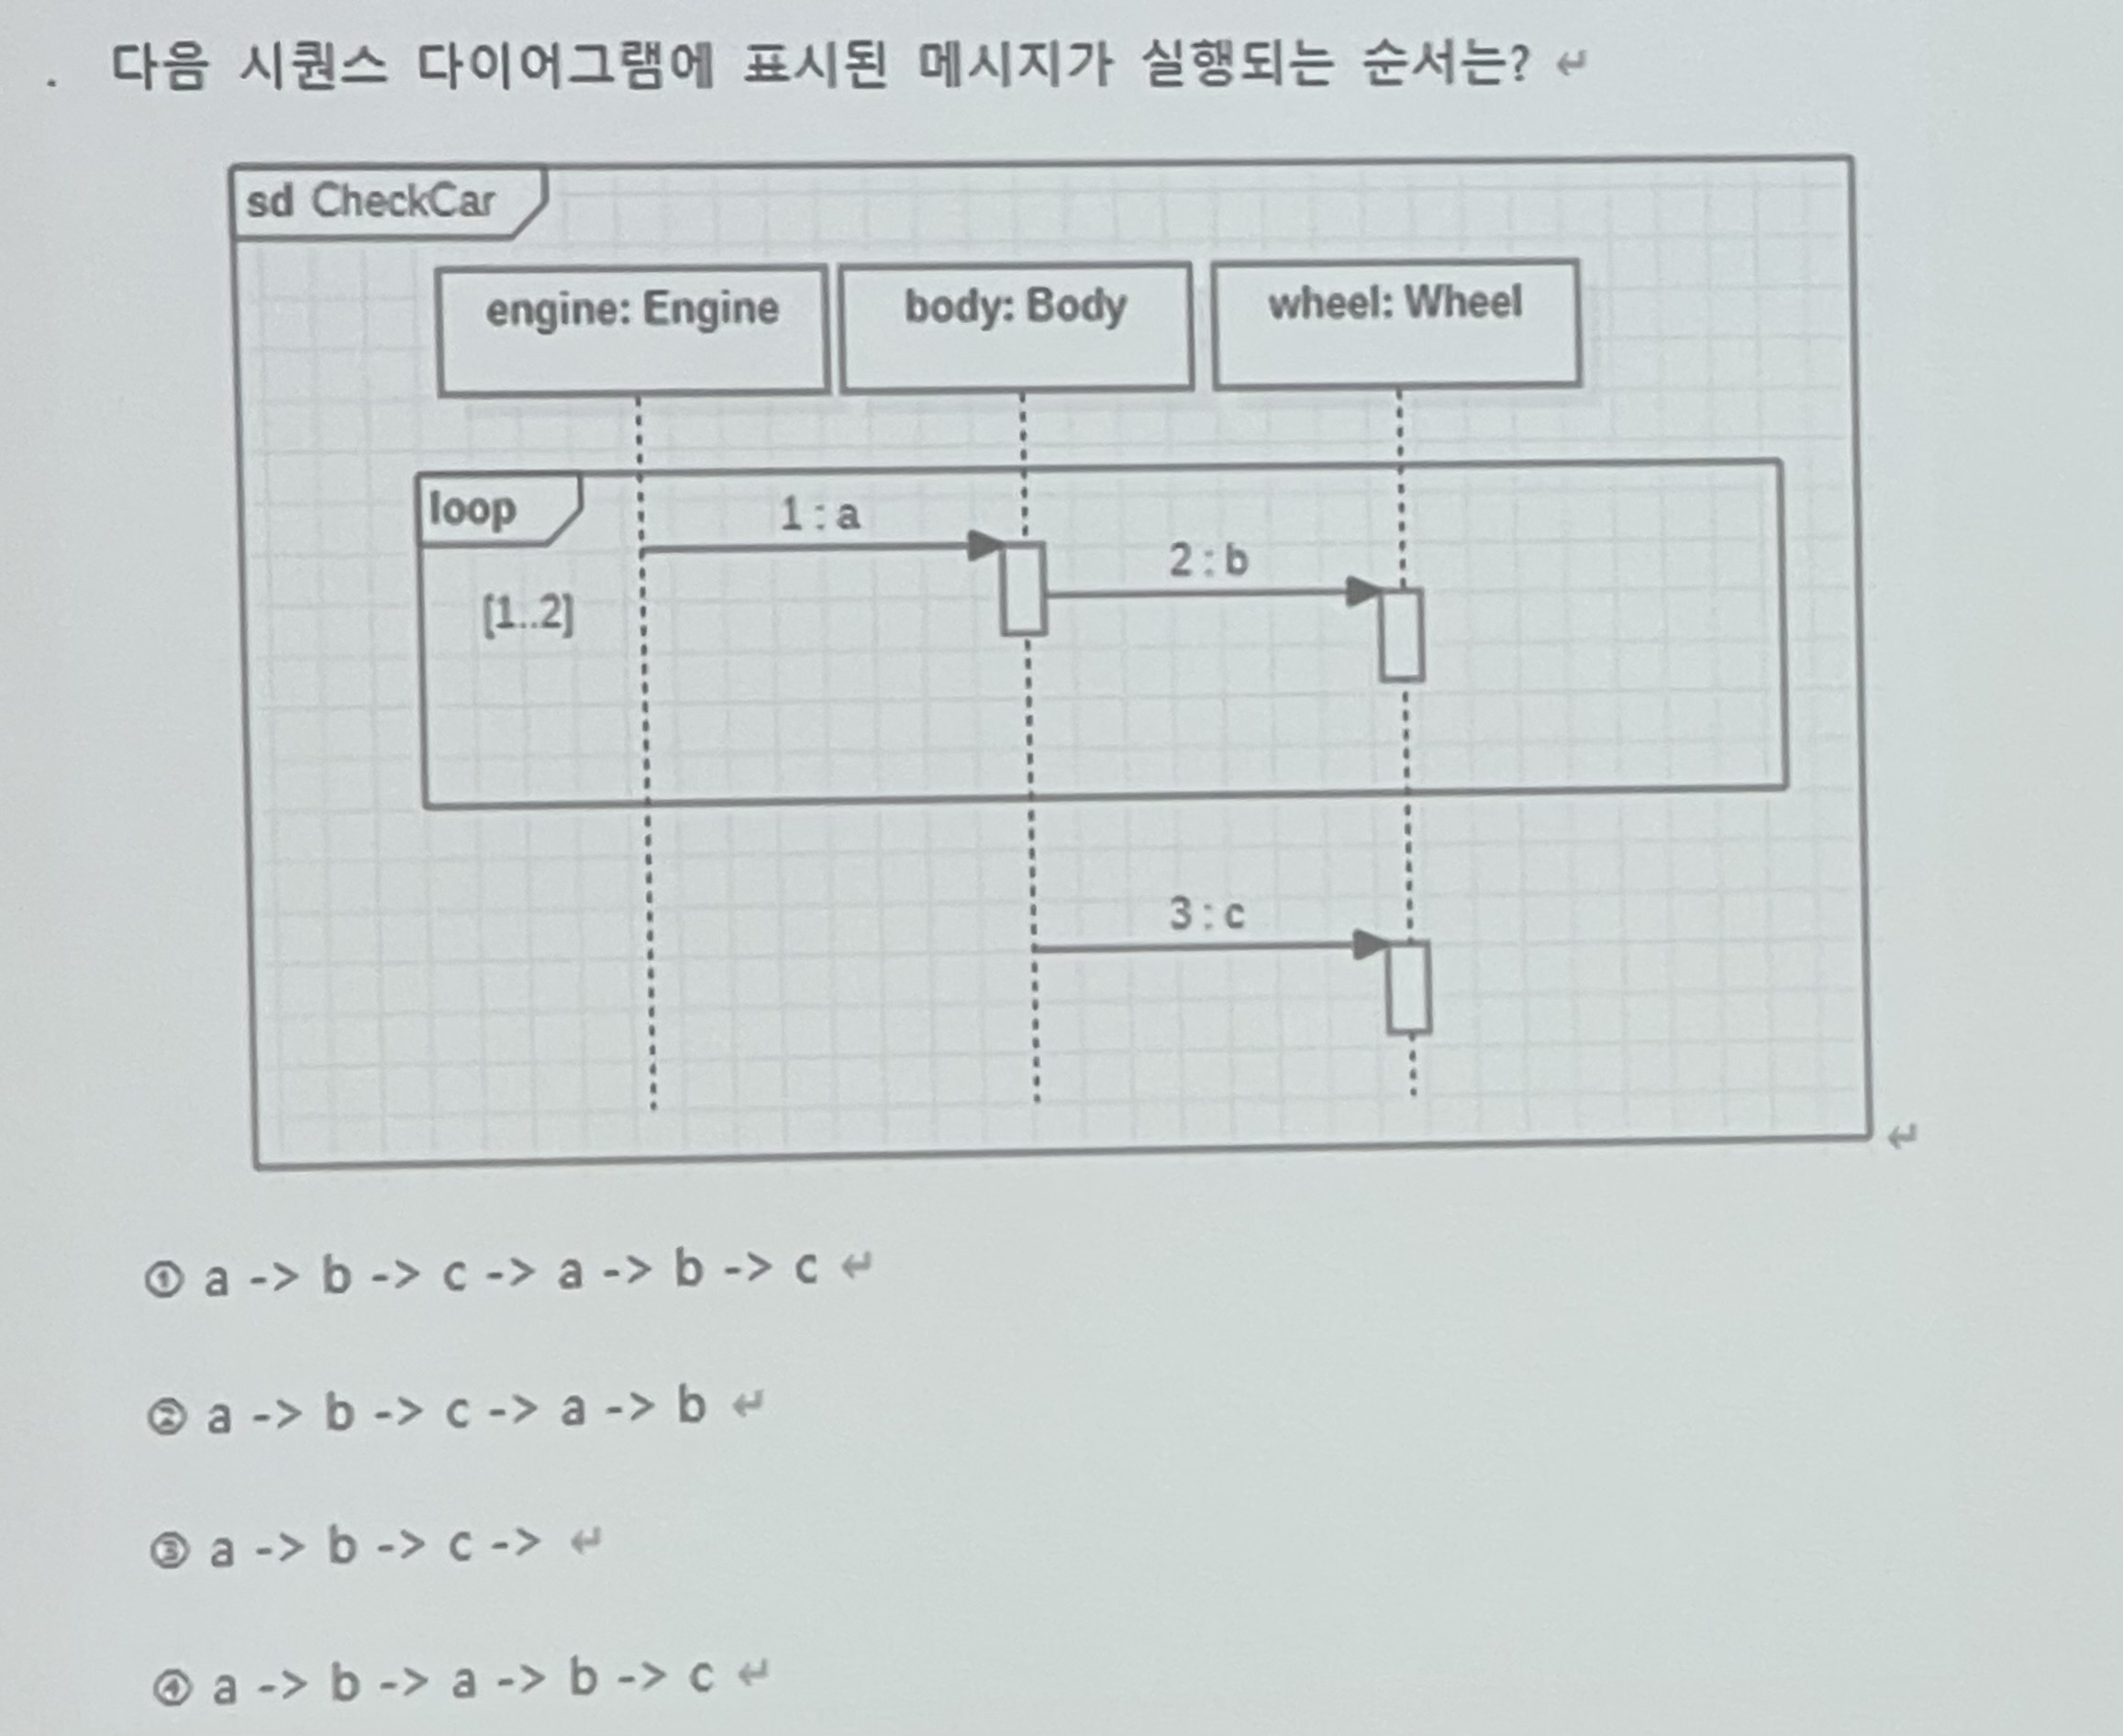 . 다음 시퀀스 다이어그램에 표시된 메시지가 실행되는 순서는? ↵
sd CheckCar
engine: Engine
body: Body
wheel: Wheel
loop
1 : a
2 : b
[1..2]
3 : c
↵
① a -> b -> c -> a -> b -> c ↵
② a -> b -> c -> a -> b ↵
③ a -> b -> c -> ↵
④ a -> b -> a -> b -> c ↵